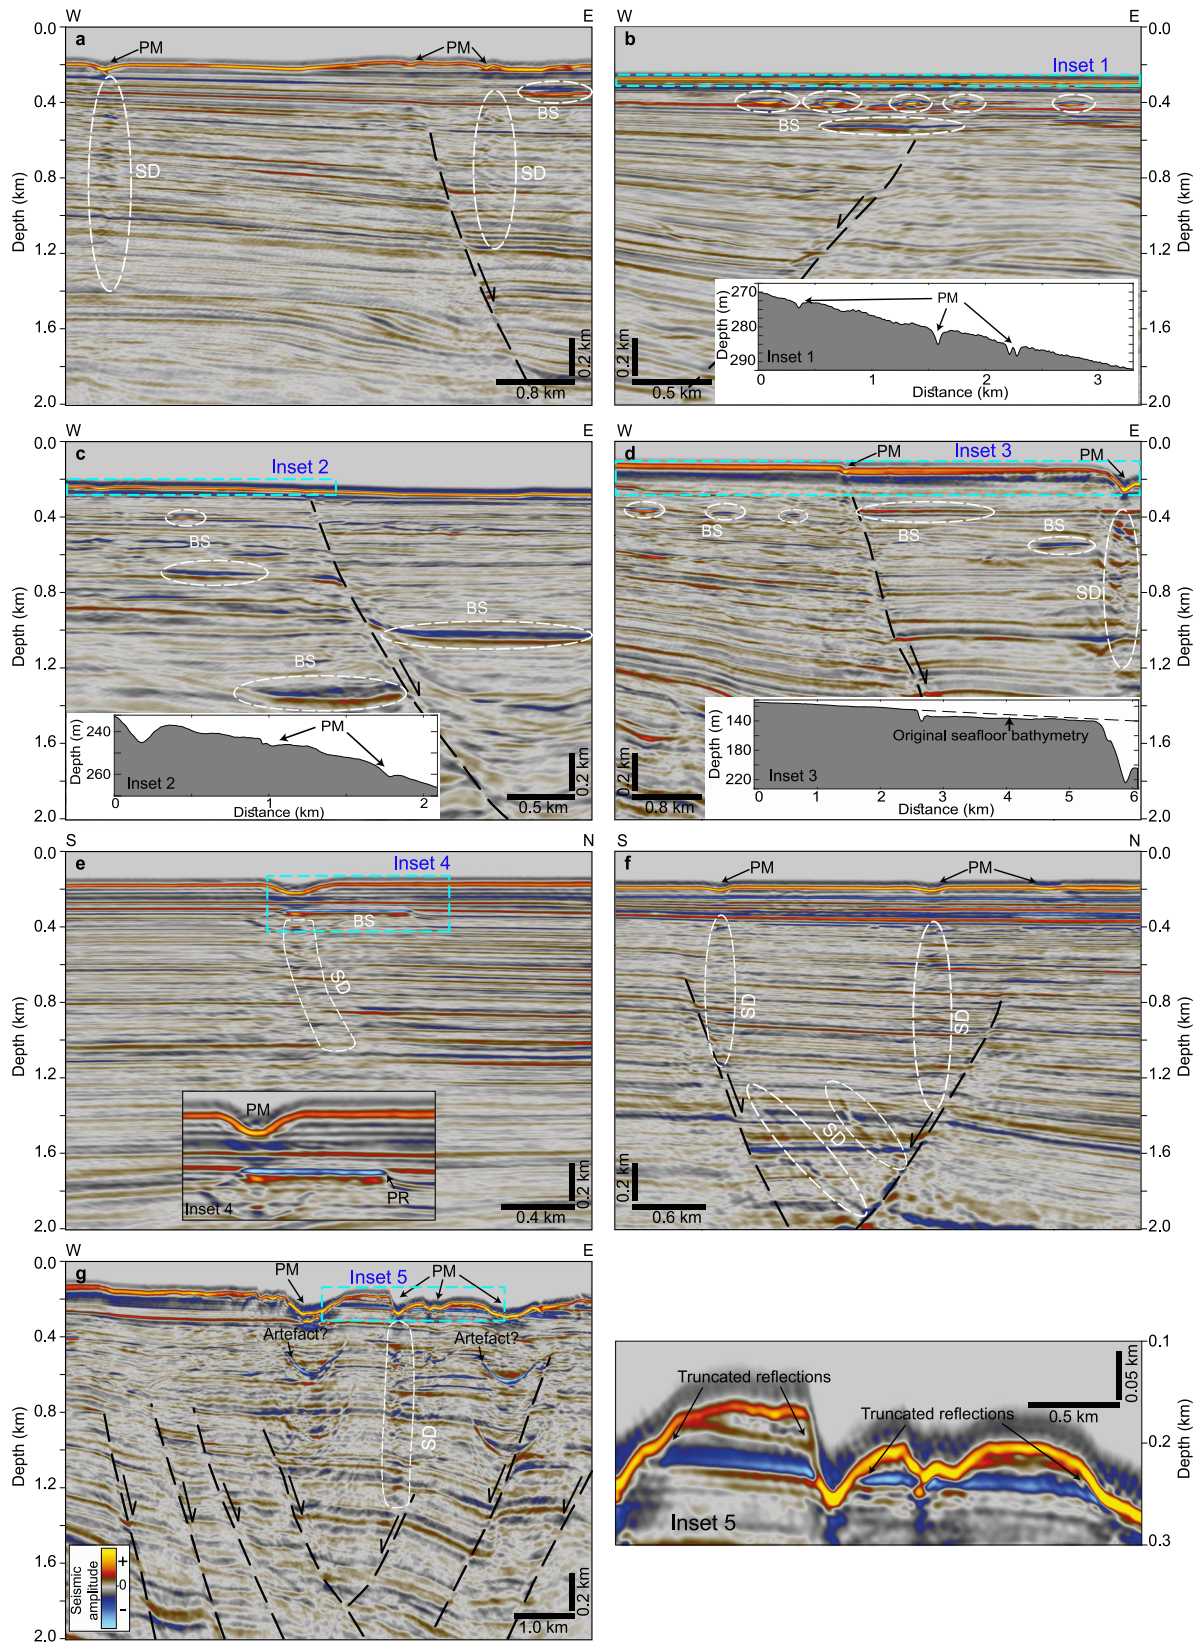 W E
a
PM PM
BS
SD SD
0.0
0.4
0.8
1.2
1.6
2.0
Depth (km)
0.2 km
0.8 km
W E
b
Inset 1
BS
0.0
0.4
0.8
1.2
1.6
2.0
Depth (km)
0.5 km
270
280
290
Depth (m)
PM
Inset 1
0 1 2 3
Distance (km)
W E
c
Inset 2
BS
BS
BS
0.0
0.4
0.8
1.2
1.6
2.0
Depth (km)
240
260
Depth (m)
PM
Inset 2
0 1 2
Distance (km)
0.2 km
0.5 km
W E
d
PM Inset 3 PM
BS BS BS
SD
0.0
0.4
0.8
1.2
1.6
2.0
Depth (km)
0.2 km
0.8 km
140
180
220
Depth (m)
Original seafloor bathymetry
Inset 3
0 1 2 3 4 5 6
Distance (km)
S N
e
Inset 4
BS
SD
0.0
0.4
0.8
1.2
1.6
2.0
Depth (km)
PM
PR
Inset 4
0.2 km
0.4 km
S N
f
PM PM
SD SD
SD
0.0
0.4
0.8
1.2
1.6
2.0
Depth (km)
0.2 km
0.6 km
W E
g
PM Inset 5 PM
Artefact? Artefact?
SD
0.0
0.4
0.8
1.2
1.6
2.0
Depth (km)
Seismic
amplitude
+
0
-
0.2 km
1.0 km
Truncated reflections
Truncated reflections
0.05 km
0.5 km
0.1
0.2
0.3
Depth (km)
Inset 5